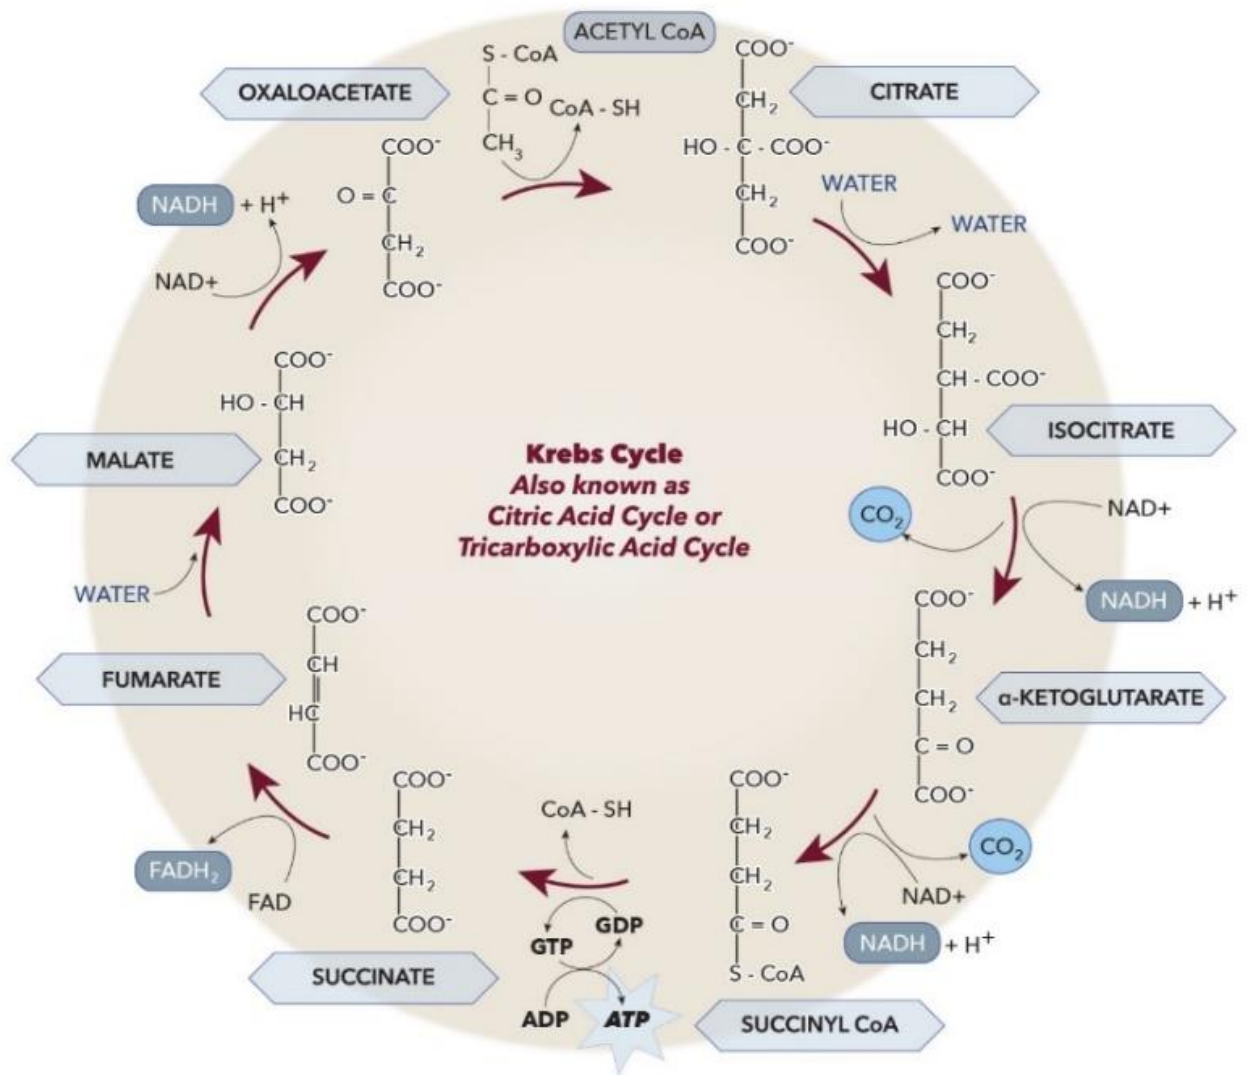 ACETYL CoA
S - CoA
C = O
CH₃
CoA - SH
OXALOACETATE
COO⁻
O = C
CH₂
COO⁻
CITRATE
COO⁻
CH₂
HO - C - COO⁻
CH₂
COO⁻
WATER
WATER
COO⁻
CH₂
CH - COO⁻
HO - CH
COO⁻
ISOCITRATE
NAD+
CO₂
NADH + H⁺
COO⁻
CH₂
CH₂
C = O
COO⁻
α-KETOGLUTARATE
CO₂
NAD+
NADH + H⁺
COO⁻
CH₂
CH₂
C = O
S - CoA
SUCCINYL CoA
CoA - SH
GDP
GTP
ADP
ATP
COO⁻
CH₂
CH₂
COO⁻
SUCCINATE
FAD
FADH₂
COO⁻
CH
HC
COO⁻
FUMARATE
WATER
COO⁻
HO - CH
CH₂
COO⁻
MALATE
NAD+
NADH + H⁺
Krebs Cycle
Also known as
Citric Acid Cycle or
Tricarboxylic Acid Cycle